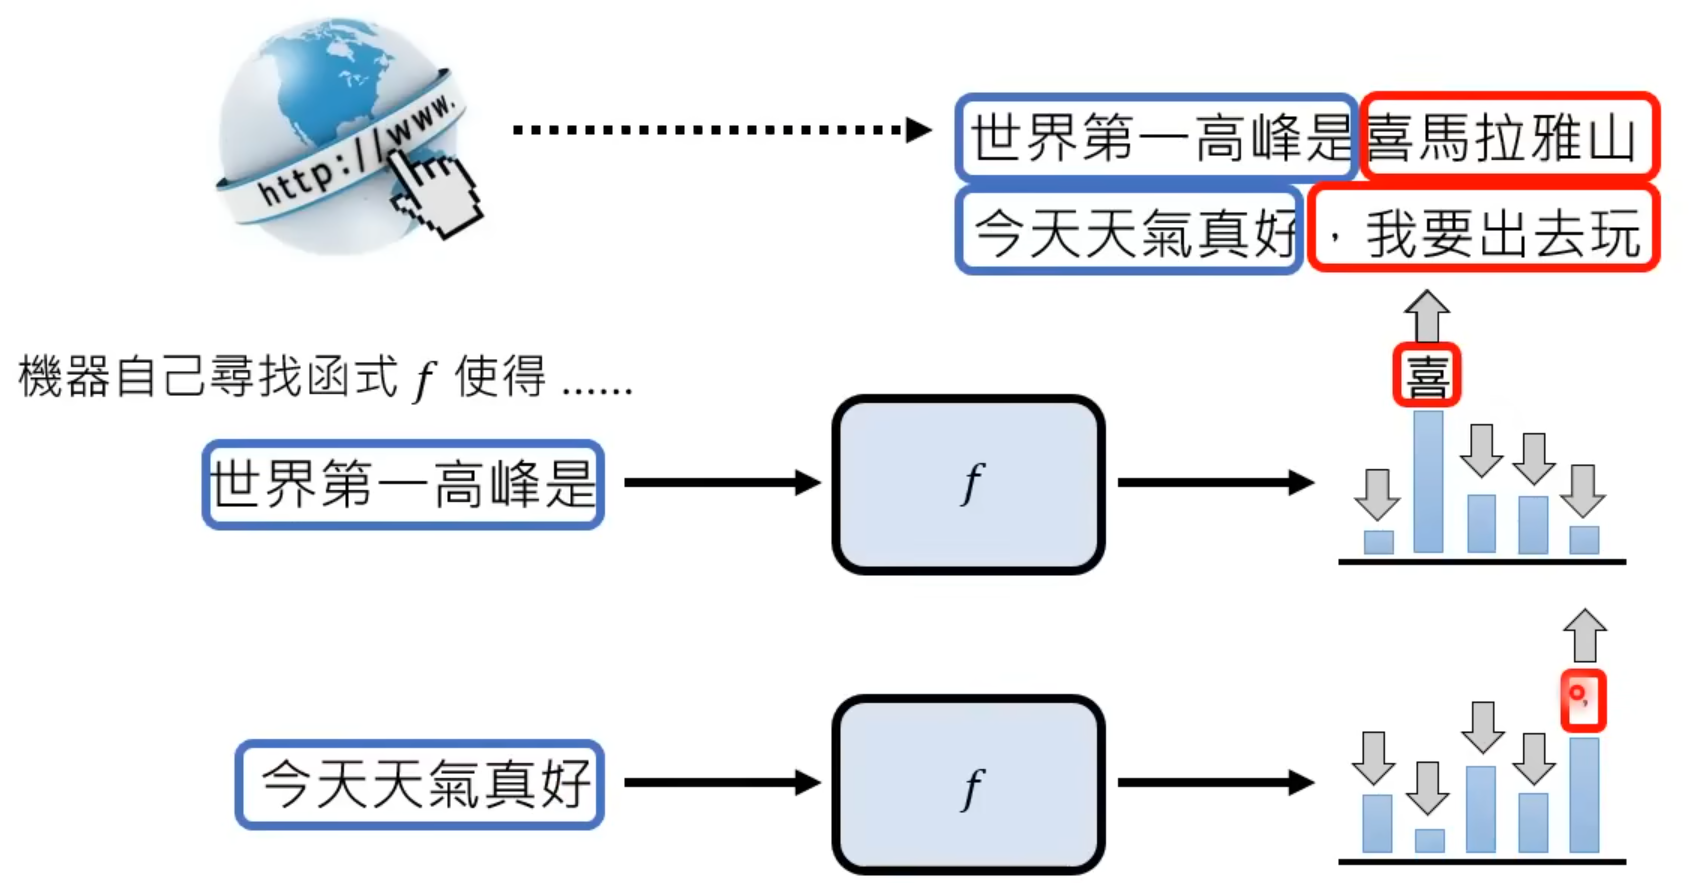 http://www.
世界第一高峰是喜馬拉雅山
今天天氣真好，我要出去玩
機器自己尋找函式 f 使得 ......
喜
世界第一高峰是
f
，
今天天氣真好
f